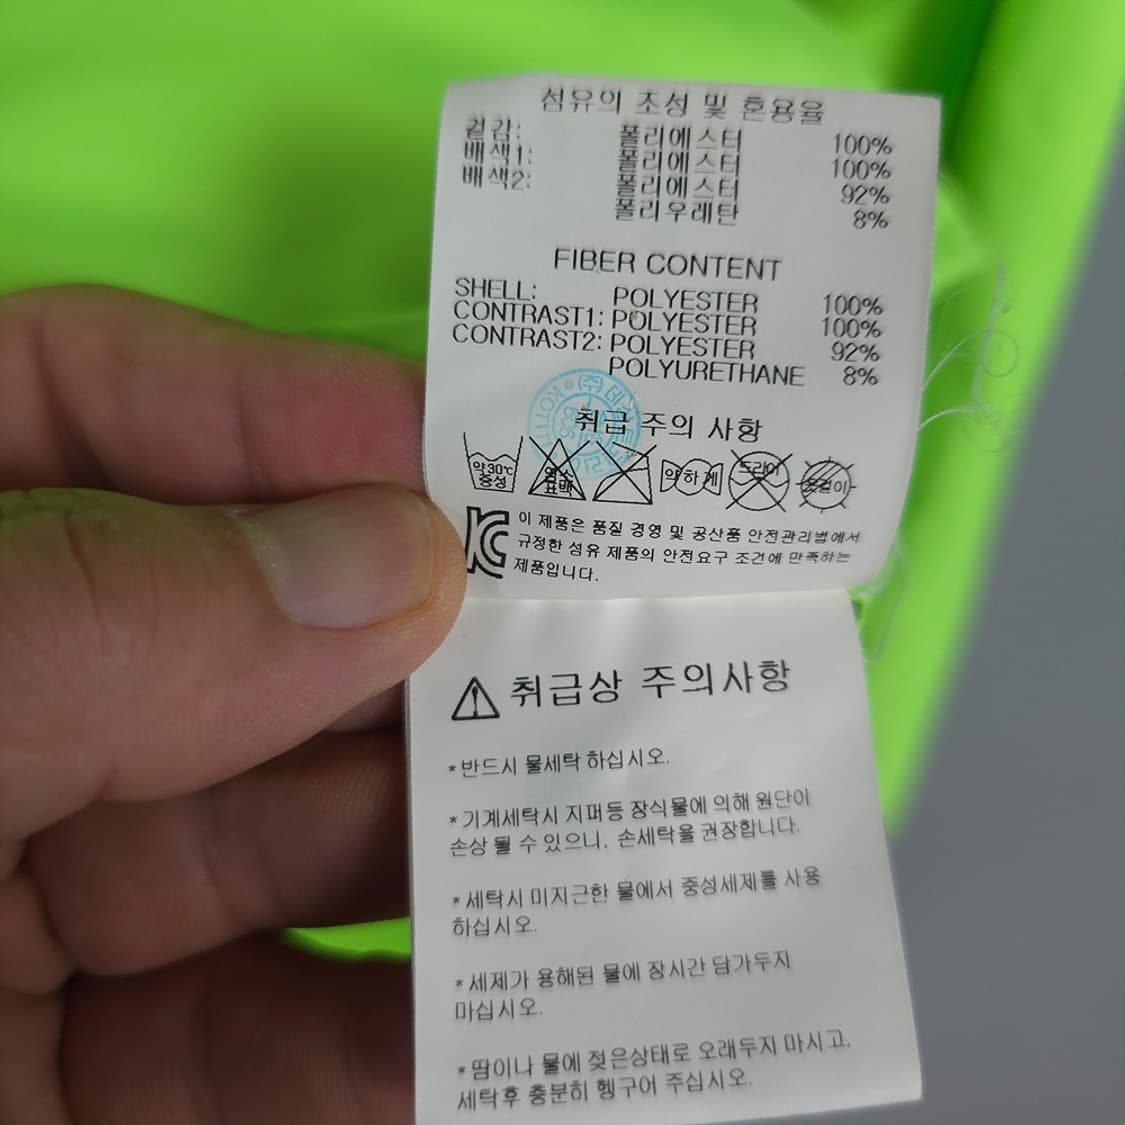 섬유의 조성 및 혼용율
겉감: 폴리에스터 100%
배색1: 폴리에스터 100%
배색2: 폴리에스터 92%
폴리우레탄 8%
FIBER CONTENT
SHELL: POLYESTER 100%
CONTRAST1: POLYESTER 100%
CONTRAST2: POLYESTER 92%
POLYURETHANE 8%
취급 주의 사항
약30℃ 중성
염소 표백
약하게
드라이
옷걸이
이 제품은 품질 경영 및 공산품 안전관리법에서
규정한 섬유 제품의 안전요구 조건에 만족하는
제품입니다.
취급상 주의사항
*반드시 물세탁 하십시오.
*기계세탁시 지퍼등 장식물에 의해 원단이
손상 될 수 있으니, 손세탁을 권장합니다.
*세탁시 미지근한 물에서 중성세제를 사용
하십시오.
*세제가 용해된 물에 장시간 담가두지
마십시오.
*땀이나 물에 젖은상태로 오래두지 마시고,
세탁후 충분히 헹구어 주십시오.